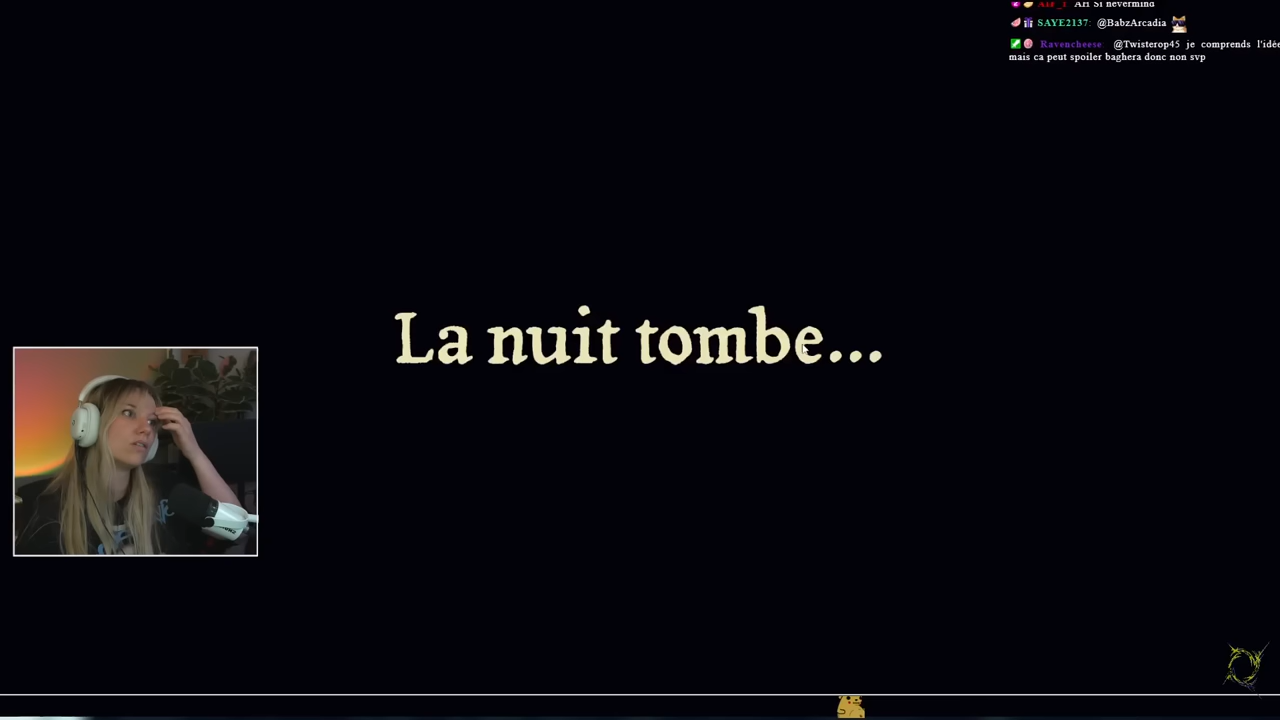 Ah Si nevermind
SAYE2137: @BabzArcadia
Ravencheese: @Twisterop45 je comprends l'idée
mais ca peut spoiler baghera donc non svp
La nuit tombe...